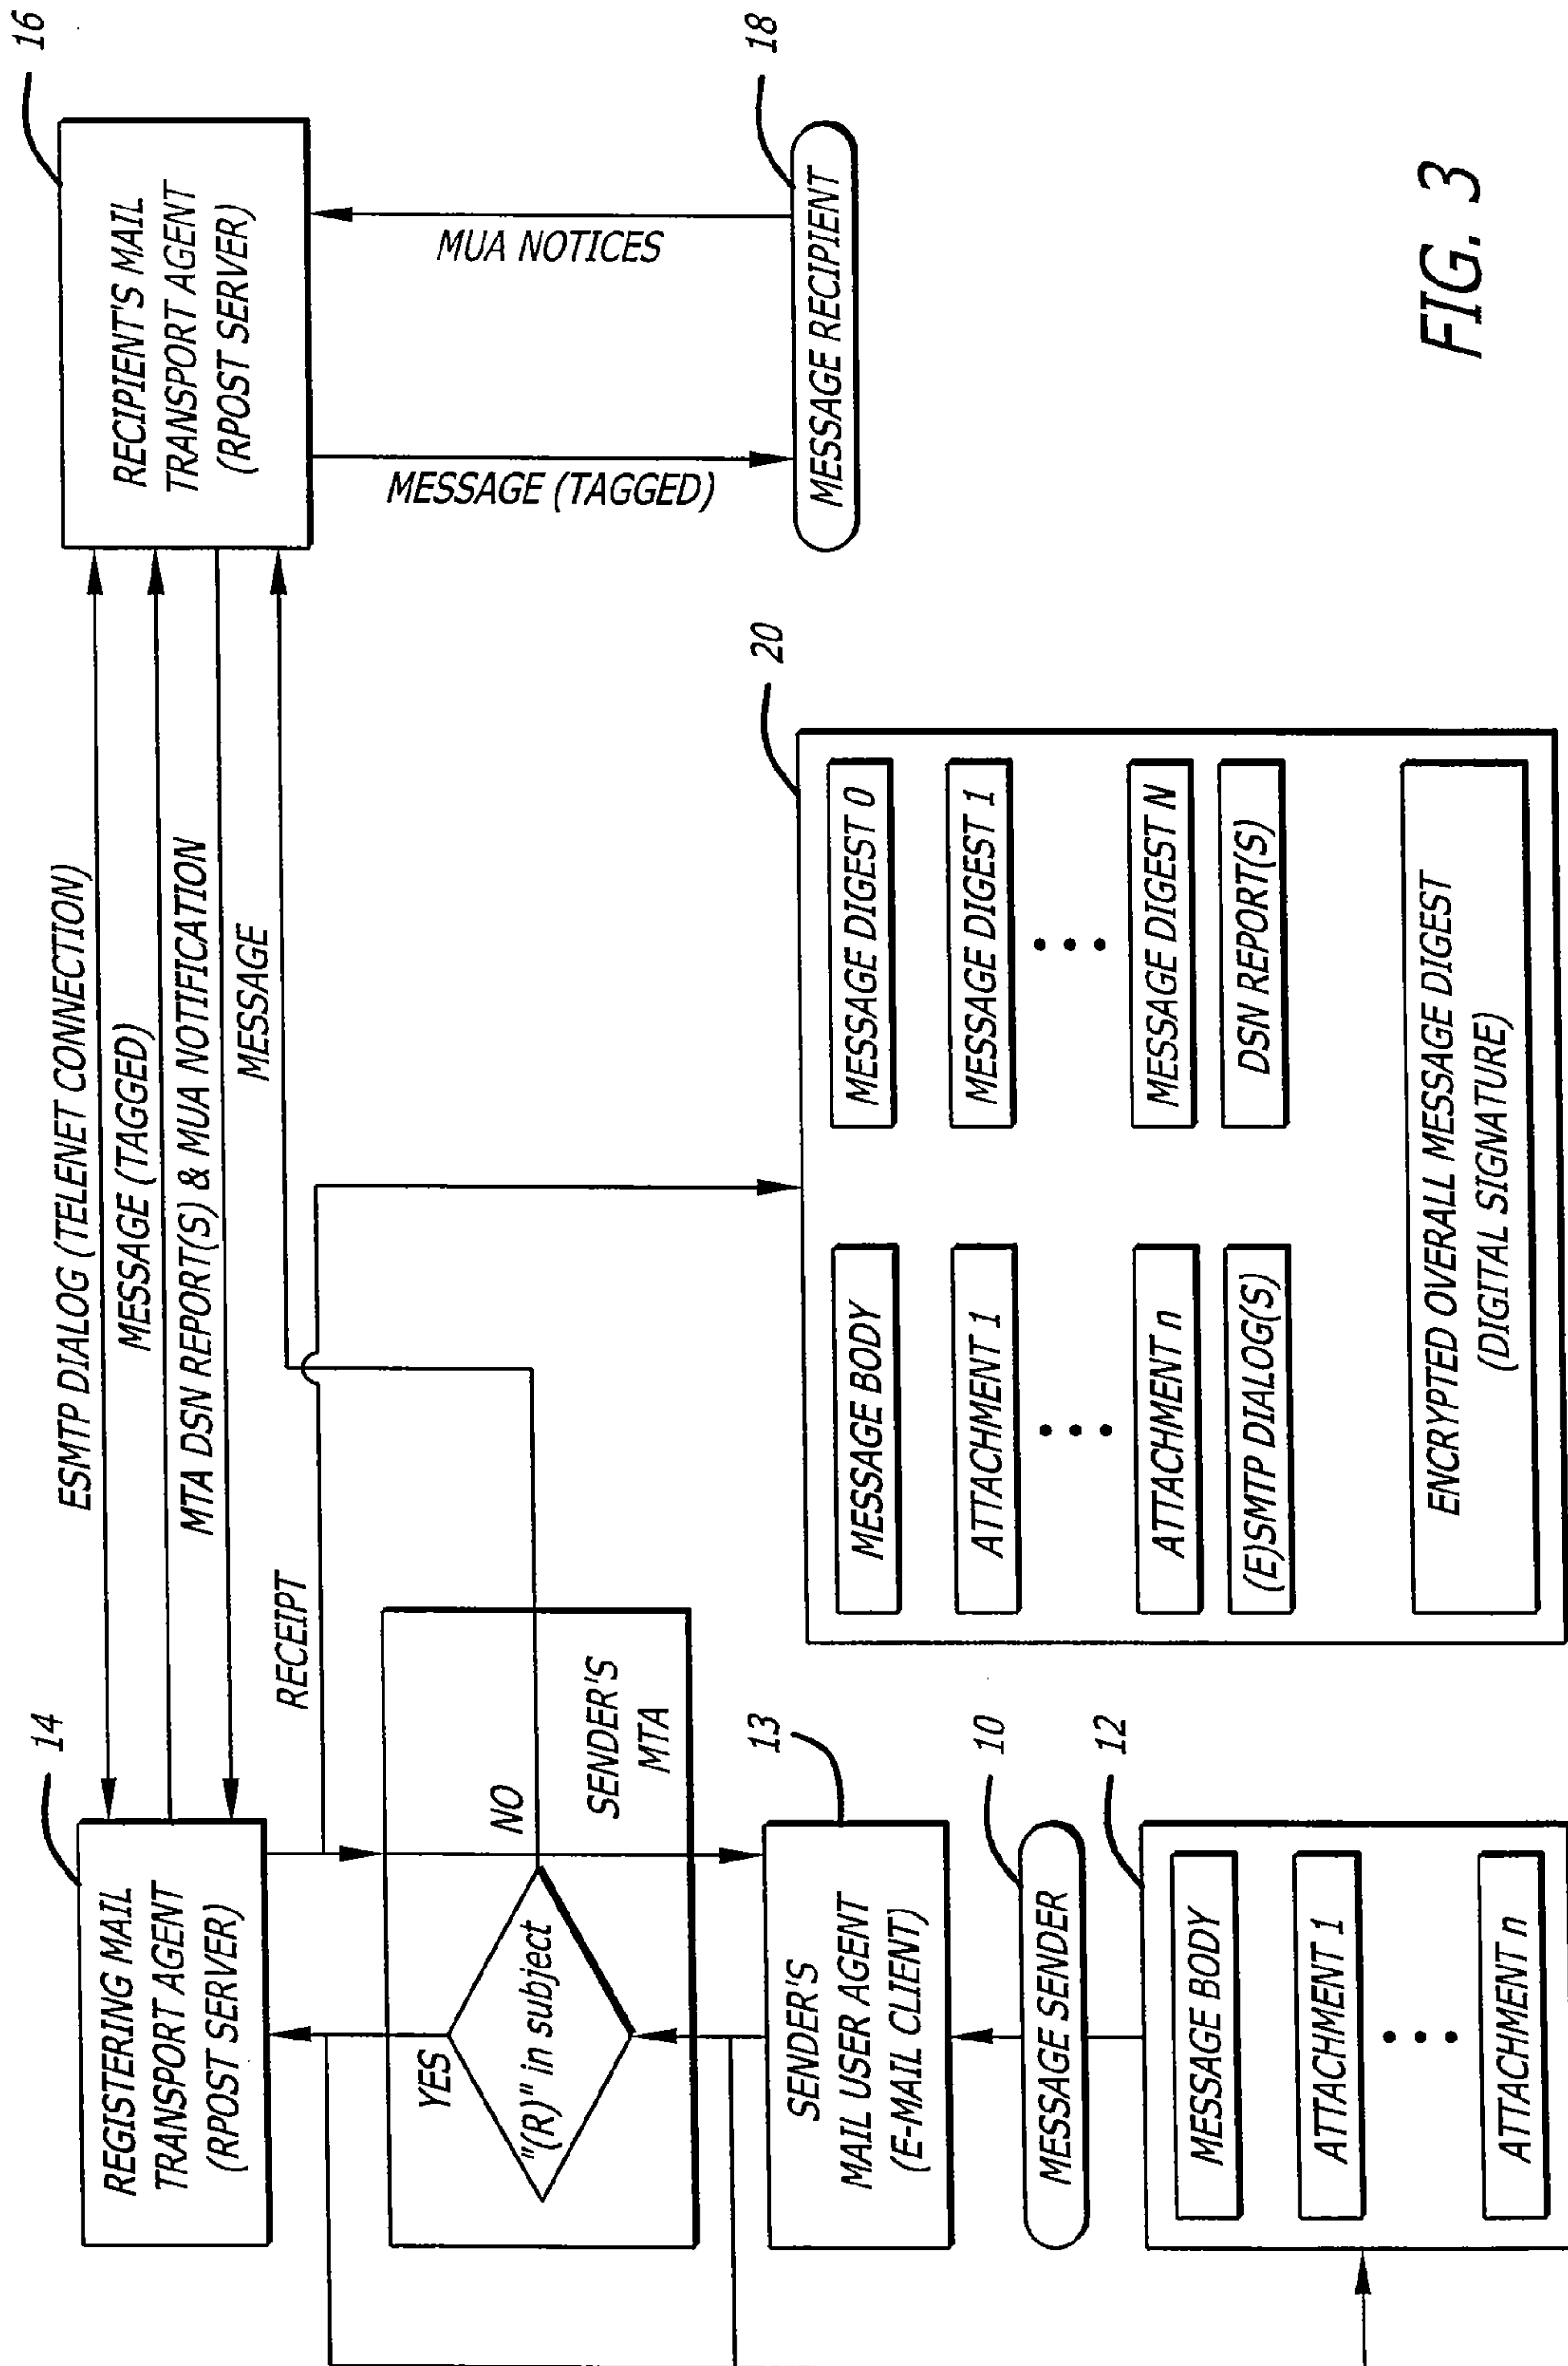 14
REGISTERING MAIL
TRANSPORT AGENT
(RPOST SERVER)
ESMTP DIALOG (TELENET CONNECTION)
MESSAGE (TAGGED)
MTA DSN REPORT(S) & MUA NOTIFICATION
MESSAGE
16
RECIPIENT'S MAIL
TRANSPORT AGENT
(RPOST SERVER)
RECEIPT
YES
"(R)" in subject
NO
SENDER'S
MTA
MESSAGE (TAGGED)
MUA NOTICES
13
SENDER'S
MAIL USER AGENT
(E-MAIL CLIENT)
18
MESSAGE RECIPIENT
10
MESSAGE SENDER
12
MESSAGE BODY
ATTACHMENT 1
ATTACHMENT n
20
MESSAGE BODY
MESSAGE DIGEST 0
ATTACHMENT 1
MESSAGE DIGEST 1
ATTACHMENT n
MESSAGE DIGEST N
(E)SMTP DIALOG(S)
DSN REPORT(S)
ENCRYPTED OVERALL MESSAGE DIGEST
(DIGITAL SIGNATURE)
FIG. 3